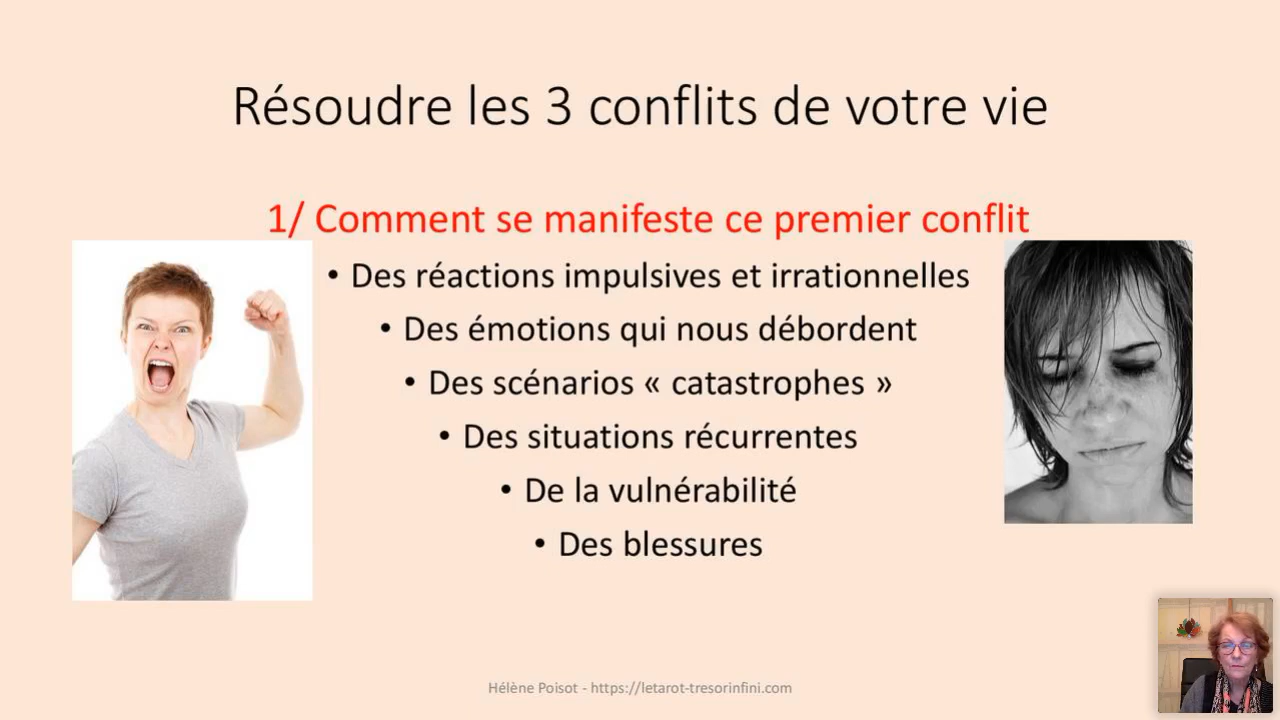 Résoudre les 3 conflits de votre vie
1/ Comment se manifeste ce premier conflit
• Des réactions impulsives et irrationnelles
• Des émotions qui nous débordent
• Des scénarios « catastrophes »
• Des situations récurrentes
• De la vulnérabilité
• Des blessures
Hélène Poisot - https://letarot-tresorinfini.com